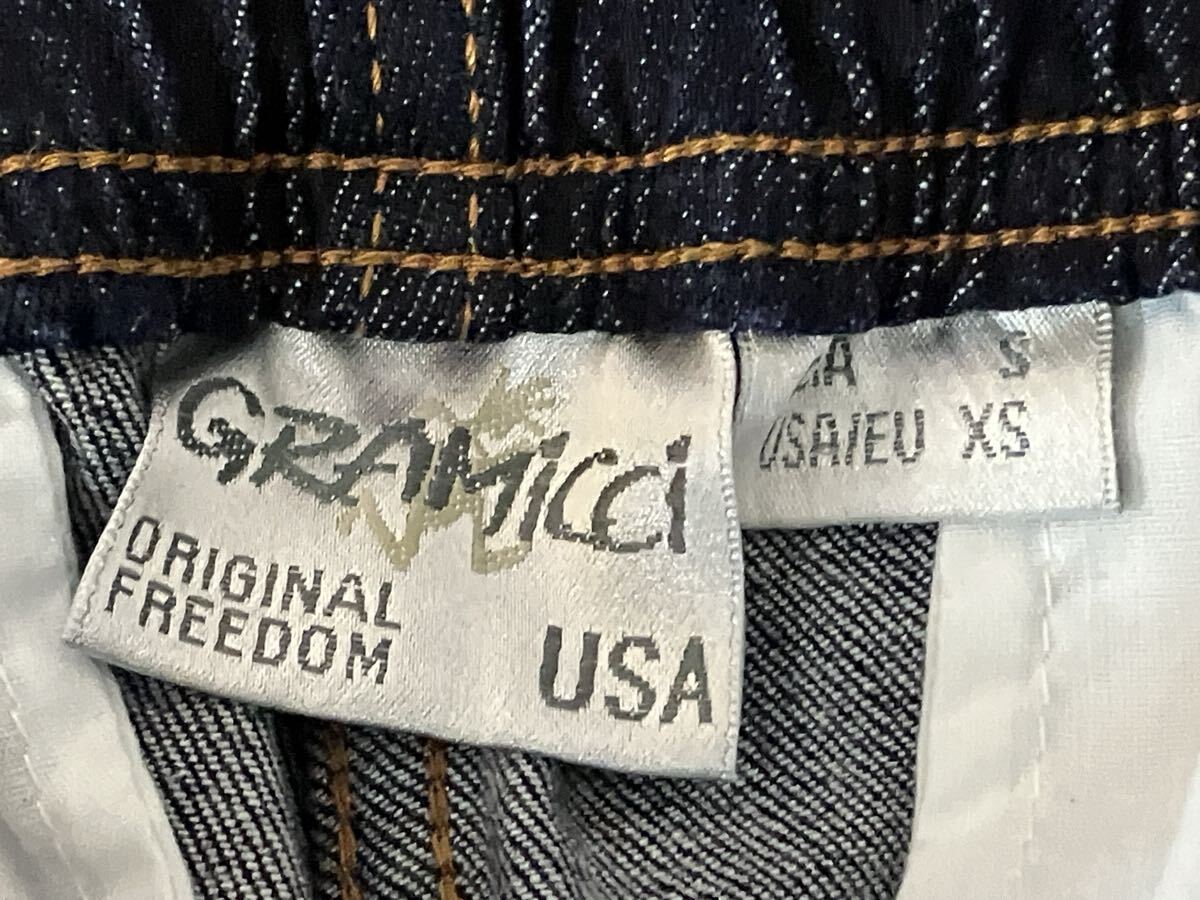 GRAMiCCi
ORIGINAL
FREEDOM
USA
S
USA/EU XS